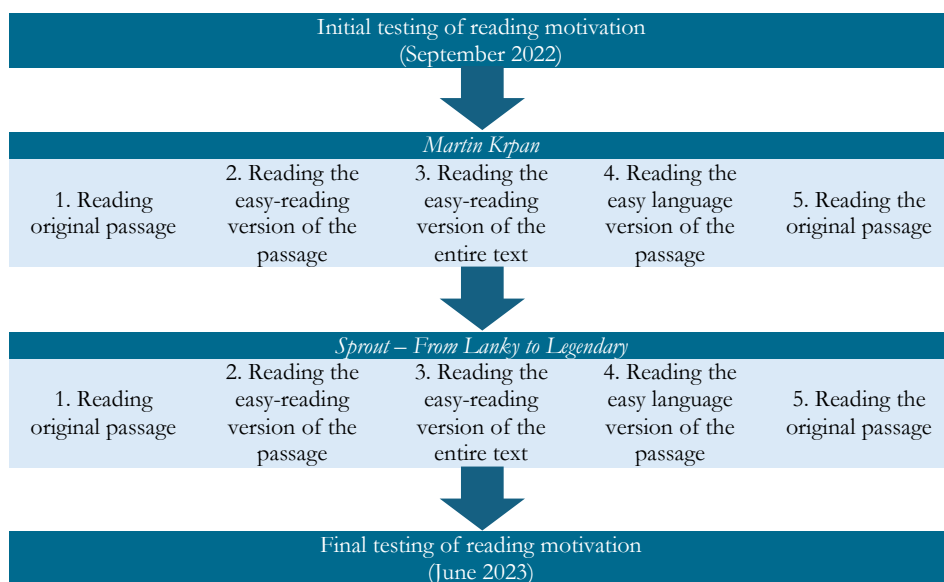 Initial testing of reading motivation
(September 2022)
Martin Krpan
1. Reading
original passage
2. Reading the
easy-reading
version of the
passage
3. Reading the
easy-reading
version of the
entire text
4. Reading the
easy language
version of the
passage
5. Reading the
original passage
Sprout – From Lanky to Legendary
1. Reading
original passage
2. Reading the
easy-reading
version of the
passage
3. Reading the
easy-reading
version of the
entire text
4. Reading the
easy language
version of the
passage
5. Reading the
original passage
Final testing of reading motivation
(June 2023)